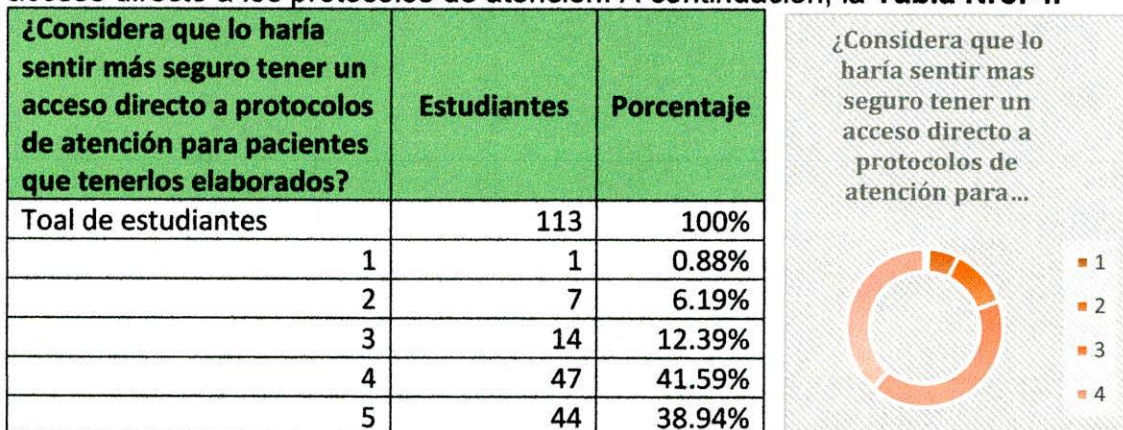 acceso directo a los protocolos de atención. A continuación, la Tabla Nro. 4.
¿Considera que lo haría
sentir más seguro tener un
acceso directo a protocolos
de atención para pacientes
que tenerlos elaborados?
Estudiantes
Porcentaje
Toal de estudiantes 113 100%
1 1 0.88%
2 7 6.19%
3 14 12.39%
4 47 41.59%
5 44 38.94%
¿Considera que lo
haría sentir mas
seguro tener un
acceso directo a
protocolos de
atención para...
1
2
3
4